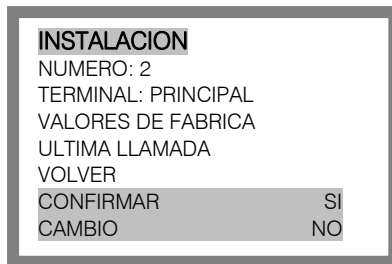 INSTALACION
NUMERO: 2
TERMINAL: PRINCIPAL
VALORES DE FABRICA
ULTIMA LLAMADA
VOLVER
CONFIRMAR SI
CAMBIO NO